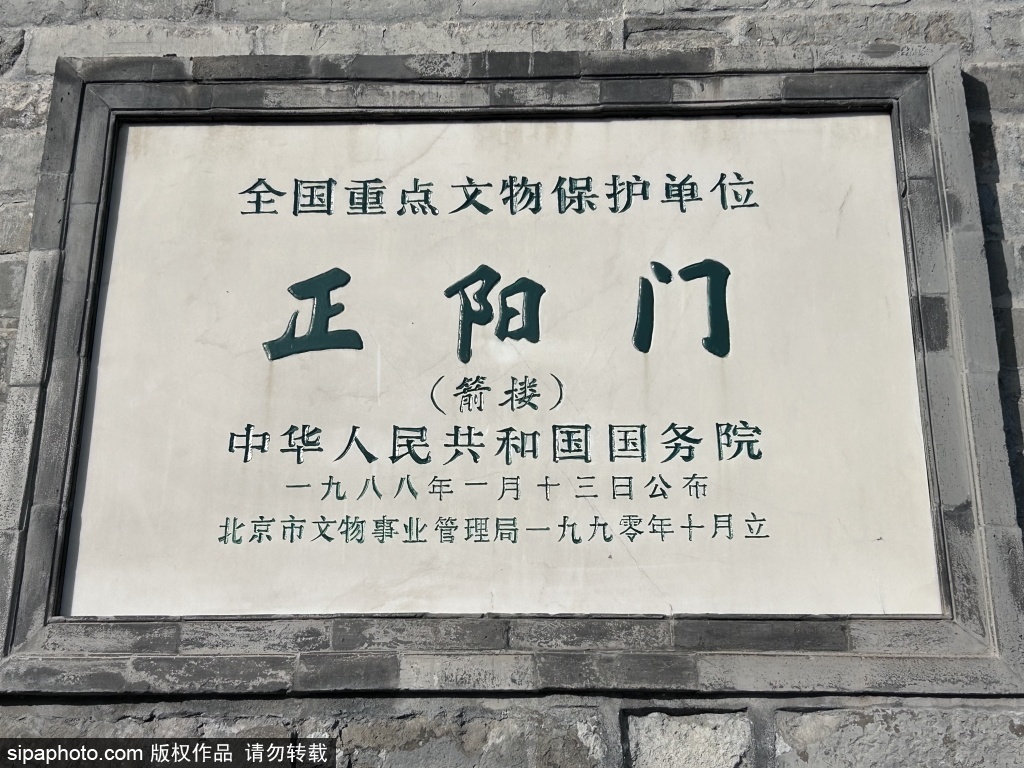 全国重点文物保护单位
正阳门
（箭楼）
中华人民共和国国务院
一九八八年一月十三日公布
北京市文物事业管理局一九九零年十月立
sipaphoto.com 版权作品 请勿转载